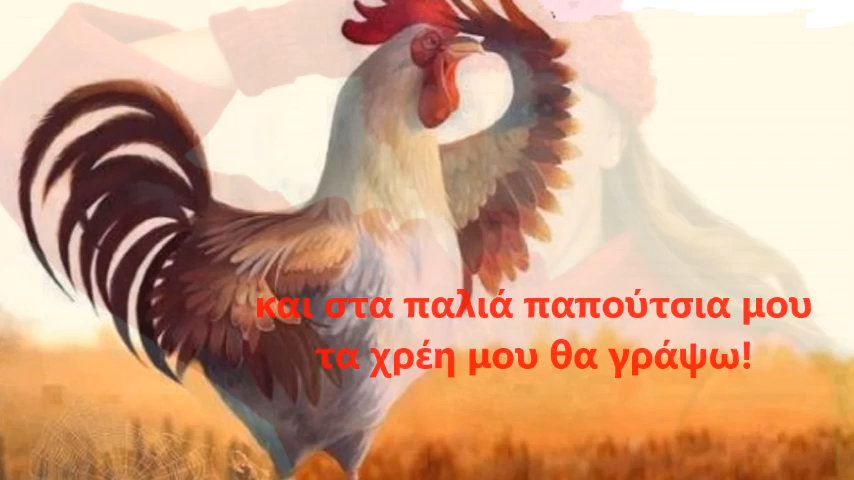 και στα παλιά παπούτσια μου
τα χρέη μου θα γράψω!